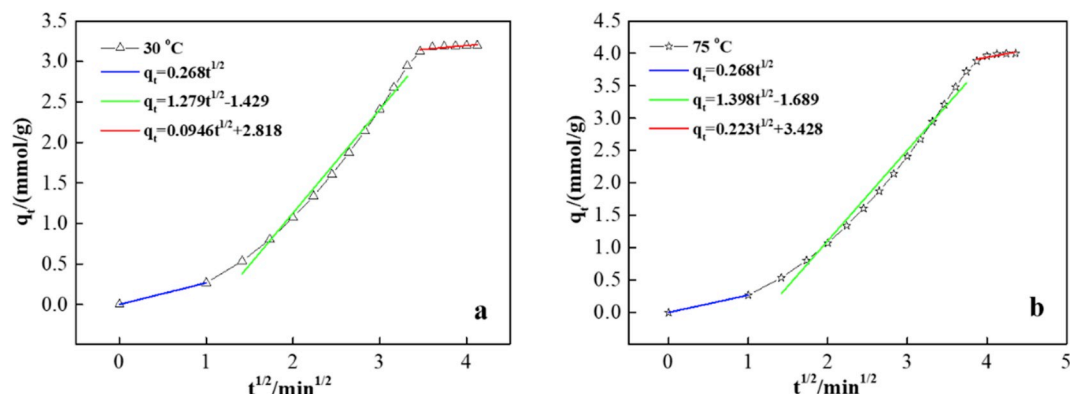 3.5
3.0
2.5
2.0
1.5
1.0
0.5
0.0
qt/(mmol/g)
30 °C
qt=0.268t1/2
qt=1.279t1/2-1.429
qt=0.0946t1/2+2.818
a
0 1 2 3 4
t1/2/min1/2
4.5
4.0
3.5
3.0
2.5
2.0
1.5
1.0
0.5
0.0
qt/(mmol/g)
75 °C
qt=0.268t1/2
qt=1.398t1/2-1.689
qt=0.223t1/2+3.428
b
0 1 2 3 4 5
t1/2/min1/2